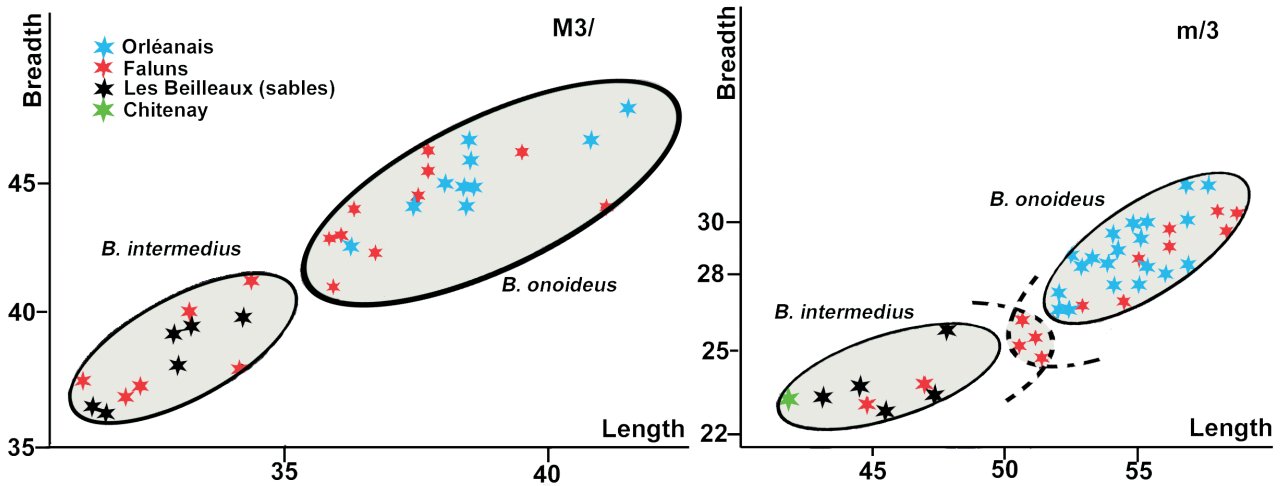 M3/
Breadth
Orléanais
Faluns
Les Beilleaux (sables)
Chitenay
45
40
35
B. intermedius
B. onoideus
Length
35
40
m/3
Breadth
30
28
25
22
B. onoideus
B. intermedius
Length
45
50
55